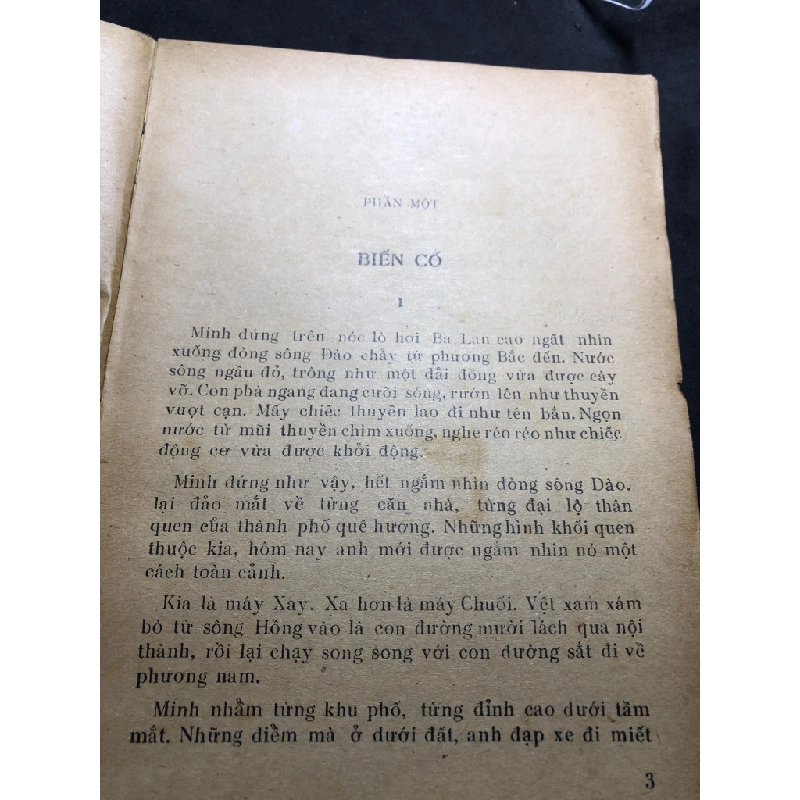 PHẦN MỘT
BIẾN CỐ
1
Minh đứng trên nóc lò hơi Ba Lan cao ngất nhìn
xuống dòng sông Đào chảy từ phương Bắc đến. Nước
sông ngầu đỏ, trông như một dải đồng vừa được cày
vỡ. Con phà ngang đang cưỡi sóng, rướn lên như thuyền
vượt cạn. Mấy chiếc thuyền lao đi như tên bắn. Ngọn
nước từ mũi thuyền chìm xuống, nghe réo réo như chiếc
động cơ vừa được khởi động.
Minh đứng như vậy, hết ngắm nhìn dòng sông Đào,
lại đảo mắt về từng căn nhà, từng đại lộ thân
quen của thành phố quê hương. Những hình khối quen
thuộc kia, hôm nay anh mới được ngắm nhìn nó một
cách toàn cảnh.
Kia là máy Xay. Xa hơn là máy Chuối. Vệt xam xám
bò từ sông Hồng vào là con đường mười lách qua nội
thành, rồi lại chạy song song với con đường sắt đi về
phương nam.
Minh nhằm từng khu phố, từng đỉnh cao dưới tầm
mắt. Những điểm mà ở dưới đất, anh đạp xe đi miết
3